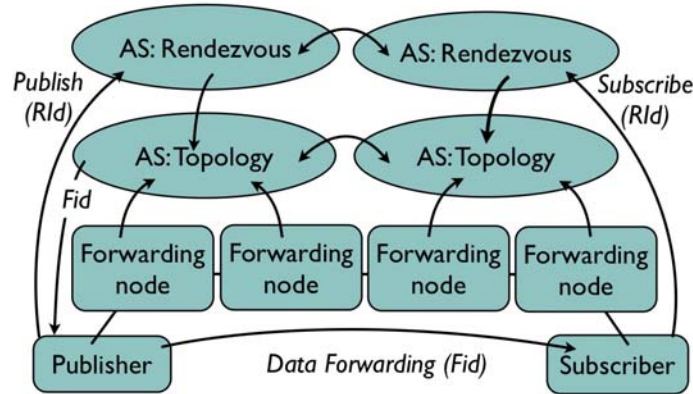 AS: Rendezvous
AS: Rendezvous
Publish
(RId)
Subscribe
(RId)
AS: Topology
AS: Topology
Fid
Forwarding
node
Forwarding
node
Forwarding
node
Forwarding
node
Publisher
Data Forwarding (Fid)
Subscriber